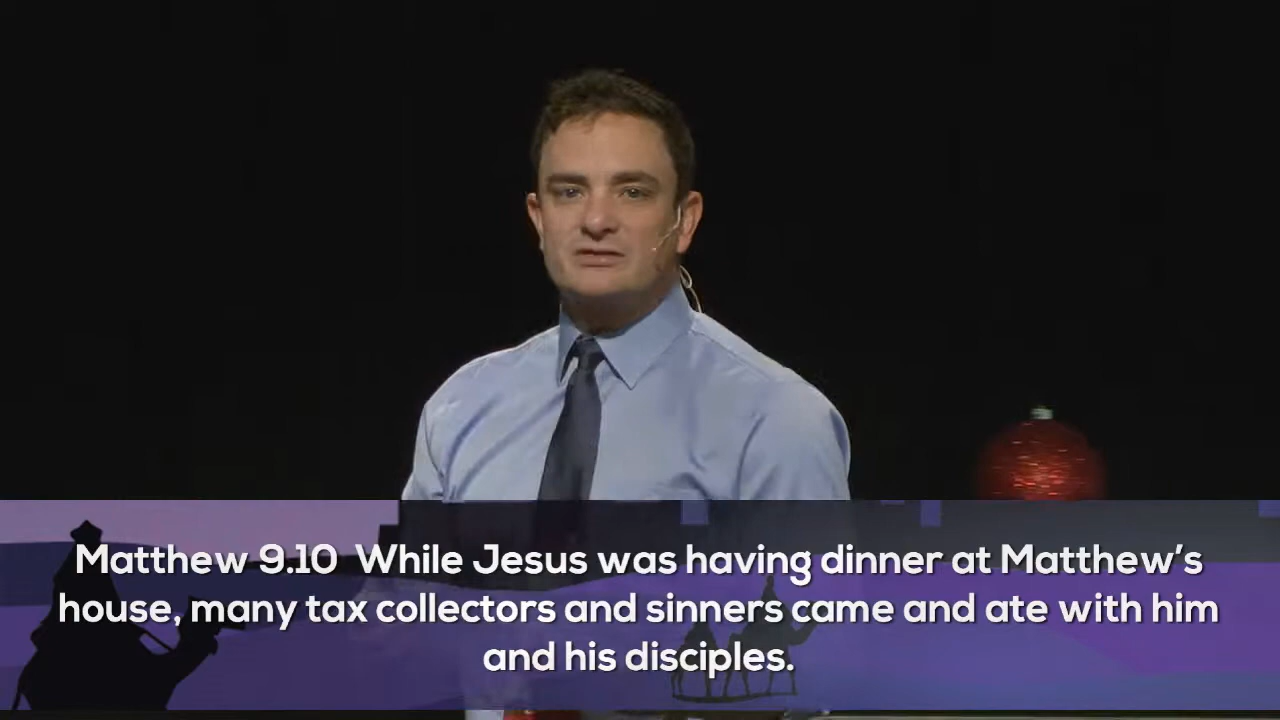 Matthew 9.10  While Jesus was having dinner at Matthew’s
house, many tax collectors and sinners came and ate with him
and his disciples.